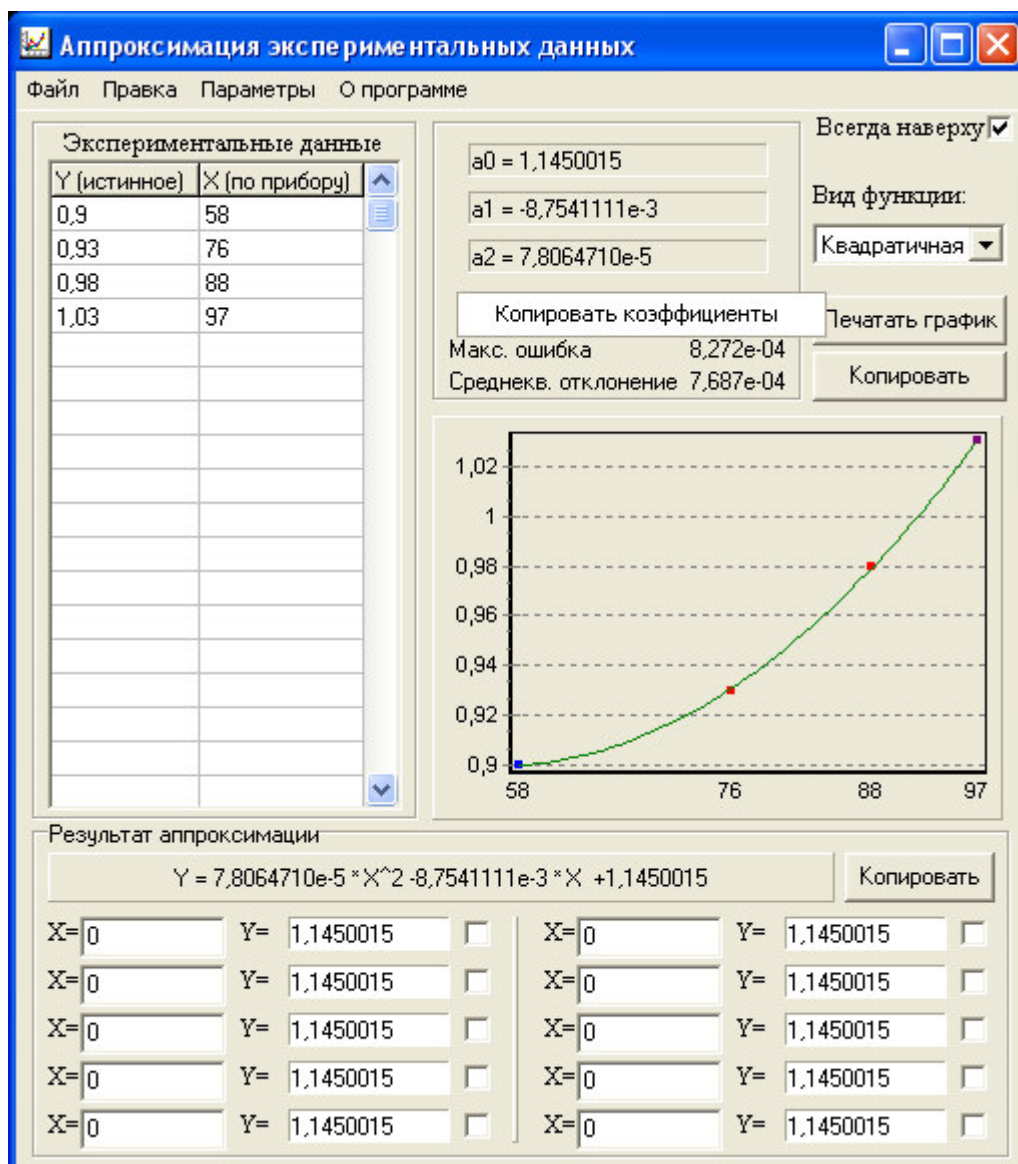 Аппроксимация экспериментальных данных
Файл Правка Параметры О программе
Экспериментальные данные
Y (истинное) X (по прибору)
0,9 58
0,93 76
0,98 88
1,03 97
a0 = 1,1450015
a1 = -8,7541111e-3
a2 = 7,8064710e-5
Копировать коэффициенты
Макс. ошибка 8,272e-04
Среднекв. отклонение 7,687e-04
Всегда наверху
Вид функции:
Квадратичная
Печатать график
Копировать
1,02
1
0,98
0,96
0,94
0,92
0,9
58 76 88 97
Результат аппроксимации
Y = 7,8064710e-5 * X^2 -8,7541111e-3 * X +1,1450015
Копировать
X= 0 Y= 1,1450015 X= 0 Y= 1,1450015
X= 0 Y= 1,1450015 X= 0 Y= 1,1450015
X= 0 Y= 1,1450015 X= 0 Y= 1,1450015
X= 0 Y= 1,1450015 X= 0 Y= 1,1450015
X= 0 Y= 1,1450015 X= 0 Y= 1,1450015